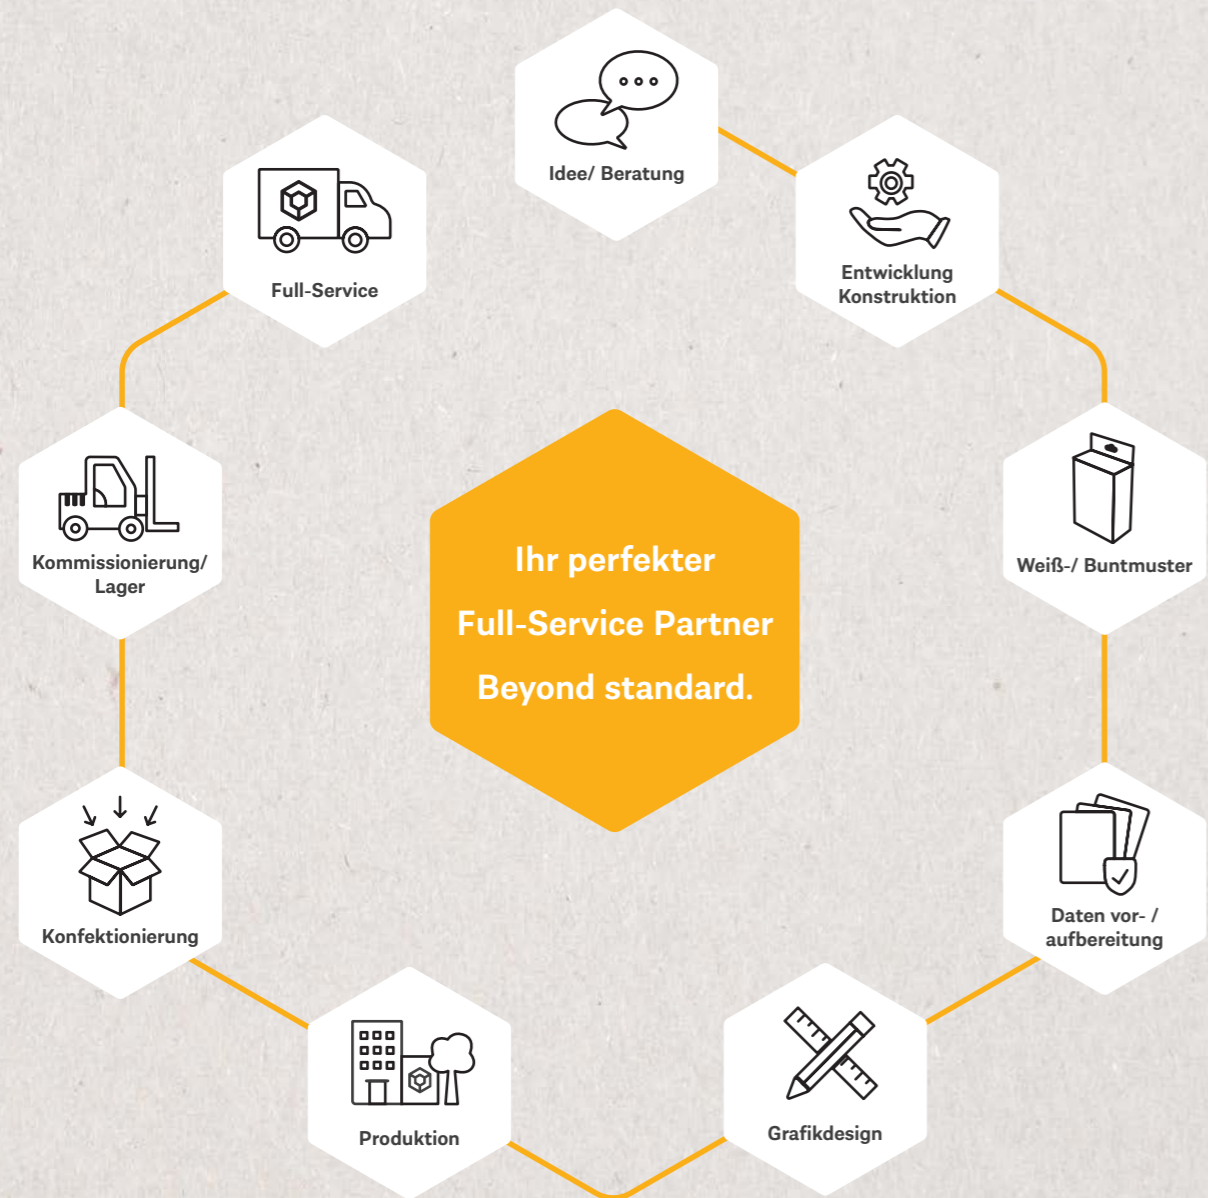 Idee/ Beratung
Entwicklung
Konstruktion
Weiß-/ Buntmuster
Daten vor- /
aufbereitung
Grafikdesign
Produktion
Konfektionierung
Kommissionierung/
Lager
Full-Service
Ihr perfekter
Full-Service Partner
Beyond standard.